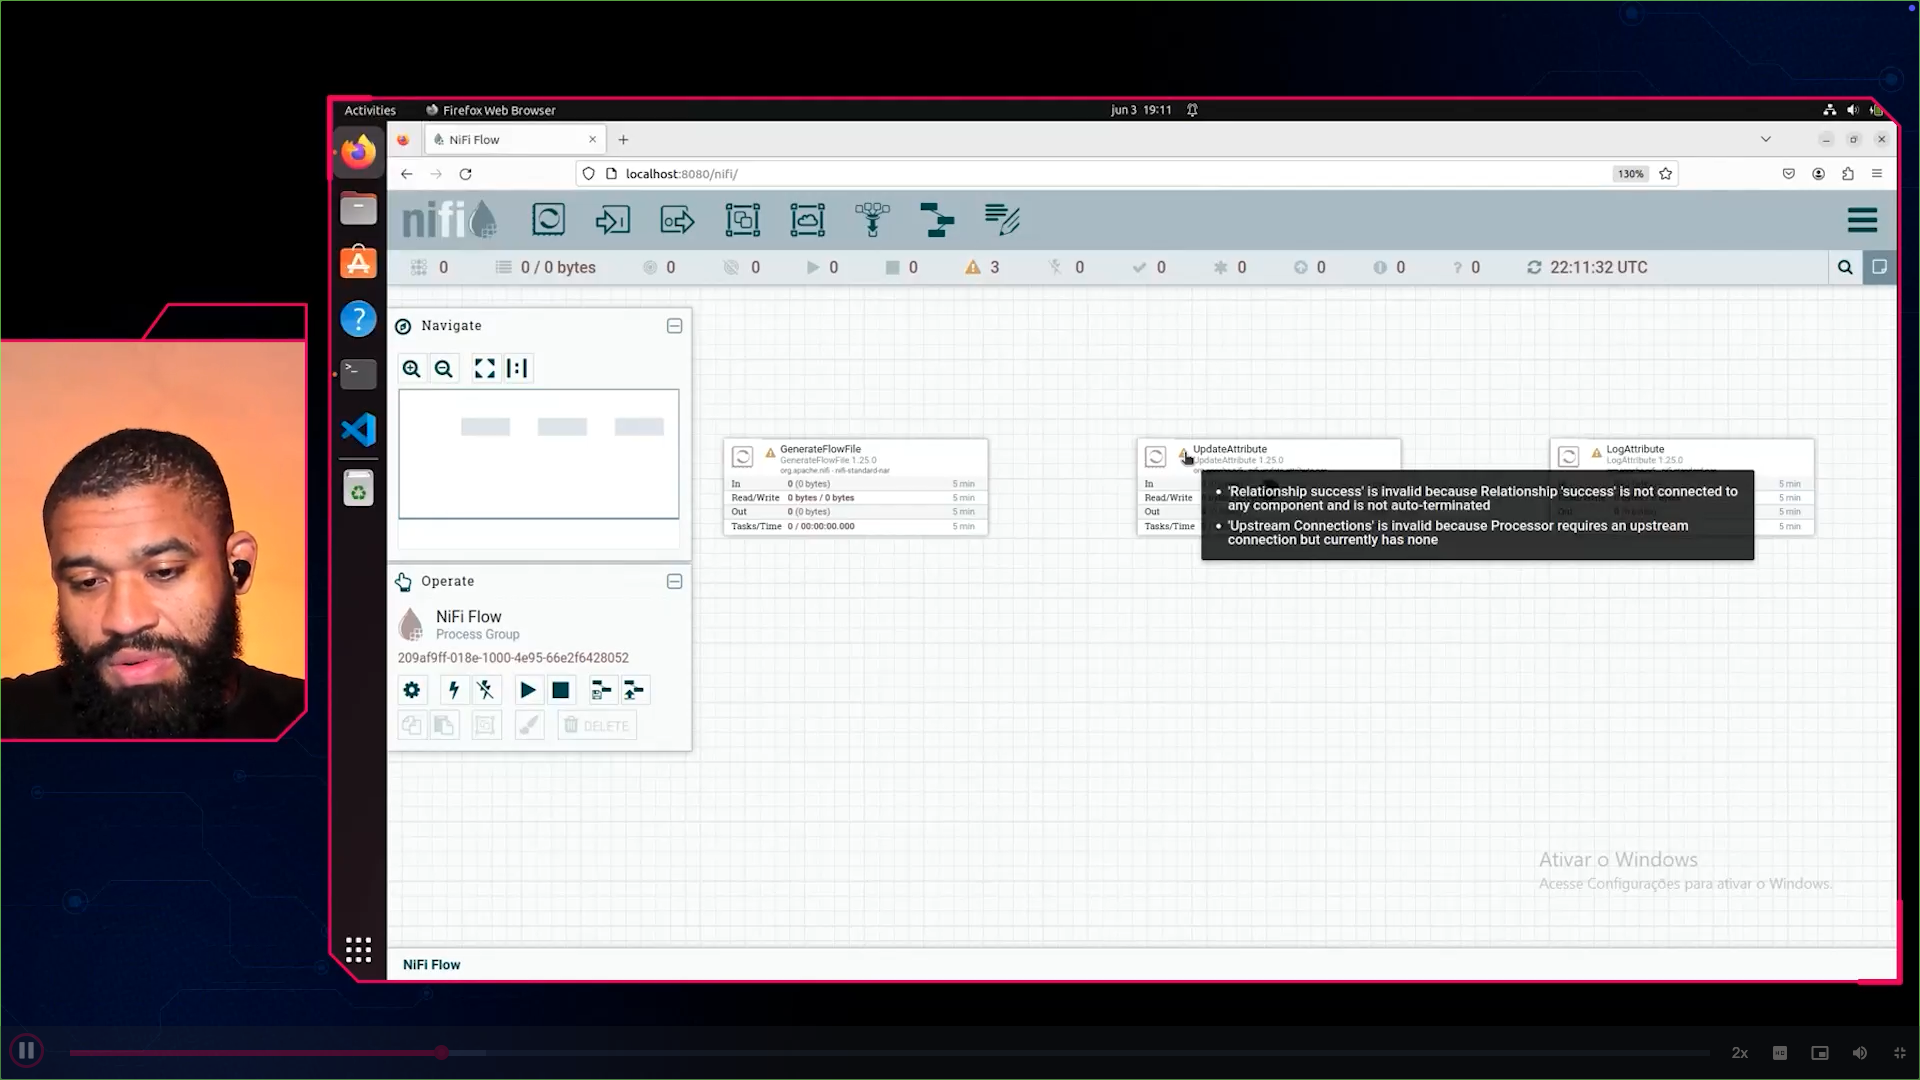 Activities
Firefox Web Browser
jun 3 19:11
NiFi Flow
localhost:8080/nifi/
130%
nifi
0
0 / 0 bytes
0
0
0
0
3
0
0
0
0
0
0
22:11:32 UTC
Navigate
Operate
NiFi Flow
Process Group
209af9ff-018e-1000-4e95-66e2f6428052
DELETE
GenerateFlowFile
GenerateFlowFile 1.25.0
org.apache.nifi - nifi-standard-nar
In 0 (0 bytes) 5 min
Read/Write 0 bytes / 0 bytes 5 min
Out 0 (0 bytes) 5 min
Tasks/Time 0 / 00:00:00.000 5 min
UpdateAttribute
UpdateAttribute 1.25.0
In
Read/Write
Out
Tasks/Time
LogAttribute
LogAttribute 1.25.0
5 min
5 min
5 min
5 min
'Relationship success' is invalid because Relationship 'success' is not connected to
any component and is not auto-terminated
'Upstream Connections' is invalid because Processor requires an upstream
connection but currently has none
Ativar o Windows
Acesse Configurações para ativar o Windows.
NiFi Flow
2x